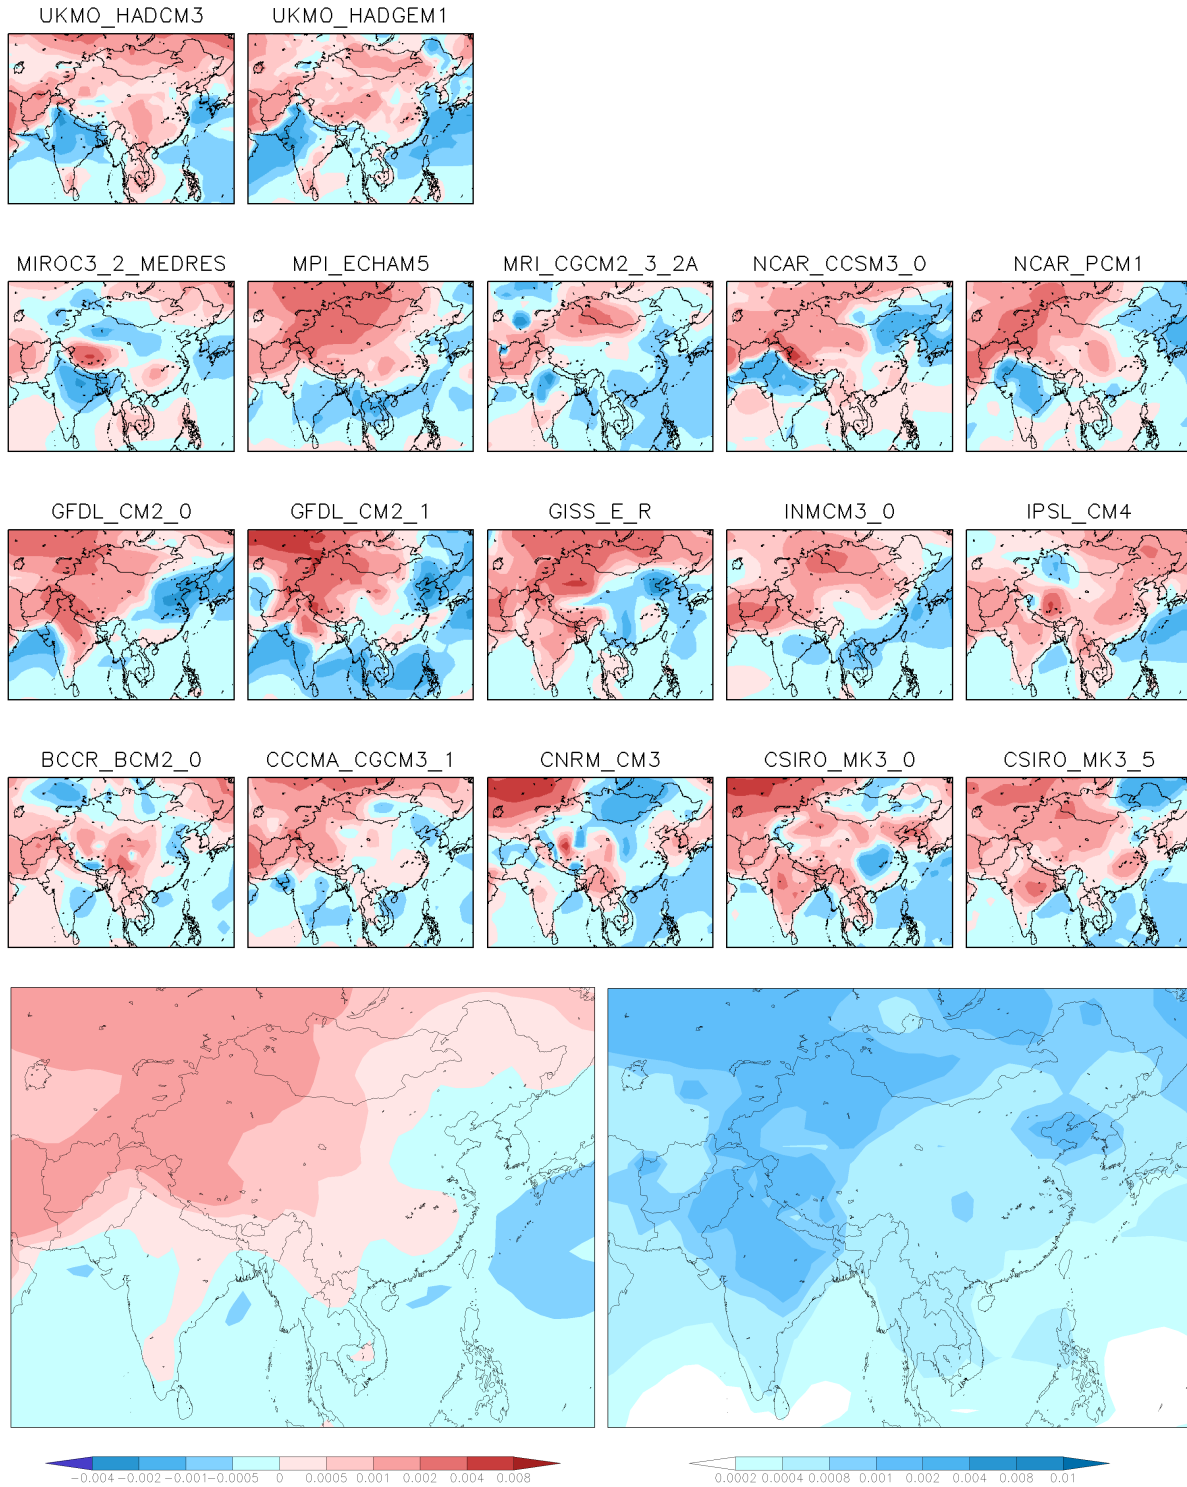 UKMO_HADCM3 UKMO_HADGEM1
MIROC3_2_MEDRES MPI_ECHAM5 MRI_CGCM2_3_2A NCAR_CCSM3_0 NCAR_PCM1
GFDL_CM2_0 GFDL_CM2_1 GISS_E_R INMCM3_0 IPSL_CM4
BCCR_BCM2_0 CCCMA_CGCM3_1 CNRM_CM3 CSIRO_MK3_0 CSIRO_MK3_5
-0.004 -0.002 -0.001 -0.0005 0 0.0005 0.001 0.002 0.004 0.008 0.0002 0.0004 0.0008 0.001 0.002 0.004 0.008 0.01